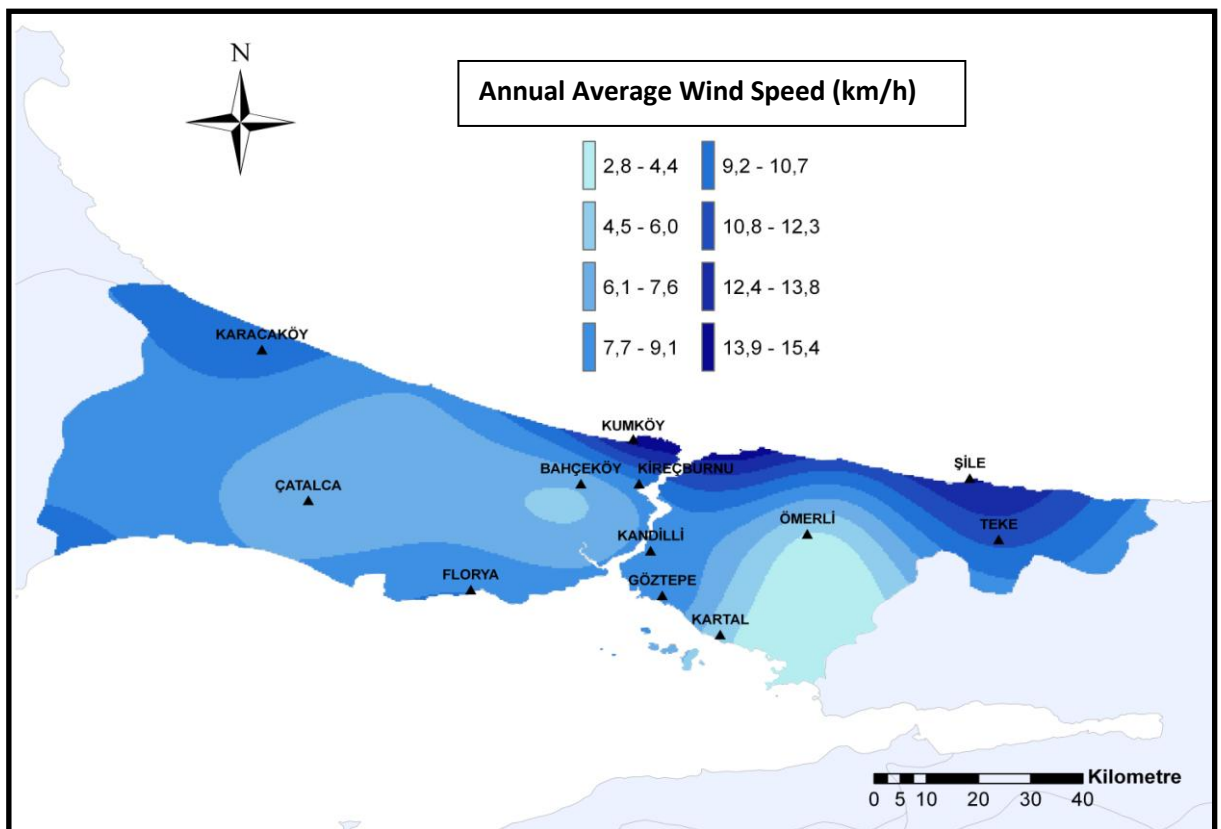 N
Annual Average Wind Speed (km/h)
2,8 - 4,4
9,2 - 10,7
4,5 - 6,0
10,8 - 12,3
6,1 - 7,6
12,4 - 13,8
7,7 - 9,1
13,9 - 15,4
KARACAKÖY
KUMKÖY
BAHÇEKÖY
KİREÇBURNU
ŞİLE
ÇATALCA
ÖMERLİ
TEKE
KANDİLLİ
FLORYA
GÖZTEPE
KARTAL
Kilometre
0 5 10 20 30 40